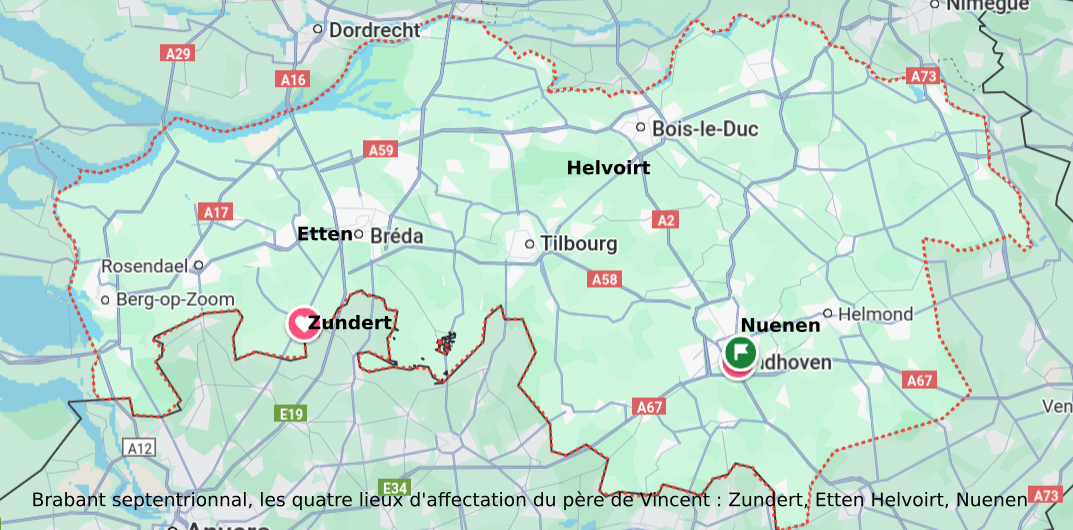 Nimègue
Dordrecht
A29
A73
A16
Bois-le-Duc
A59
Helvoirt
A17
A2
Etten
Bréda
Tilbourg
Rosendael
A58
Berg-op-Zoom
Zundert
Helmond
Nuenen
dhoven
A67
A67
Ven
E19
A12
E34
Brabant septentrionnal, les quatre lieux d'affectation du père de Vincent : Zundert, Etten Helvoirt, Nuenen
A73
Anvers